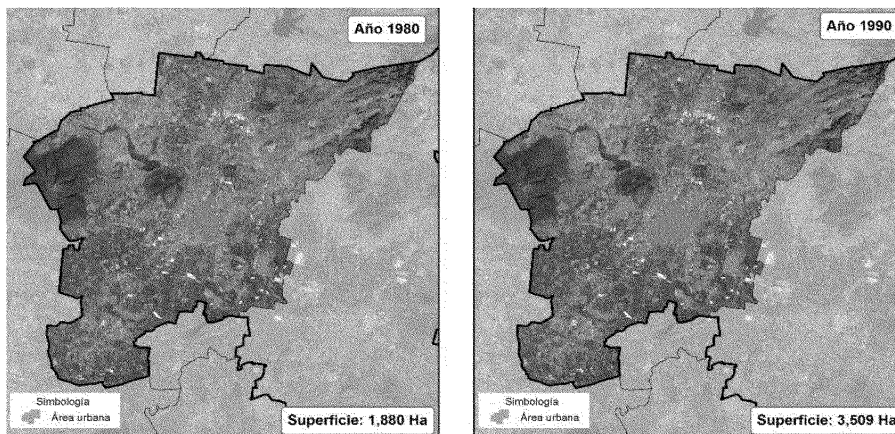 Año 1980
Simbología
Área urbana
Superficie: 1,880 Ha
Año 1990
Simbología
Área urbana
Superficie: 3,509 Ha